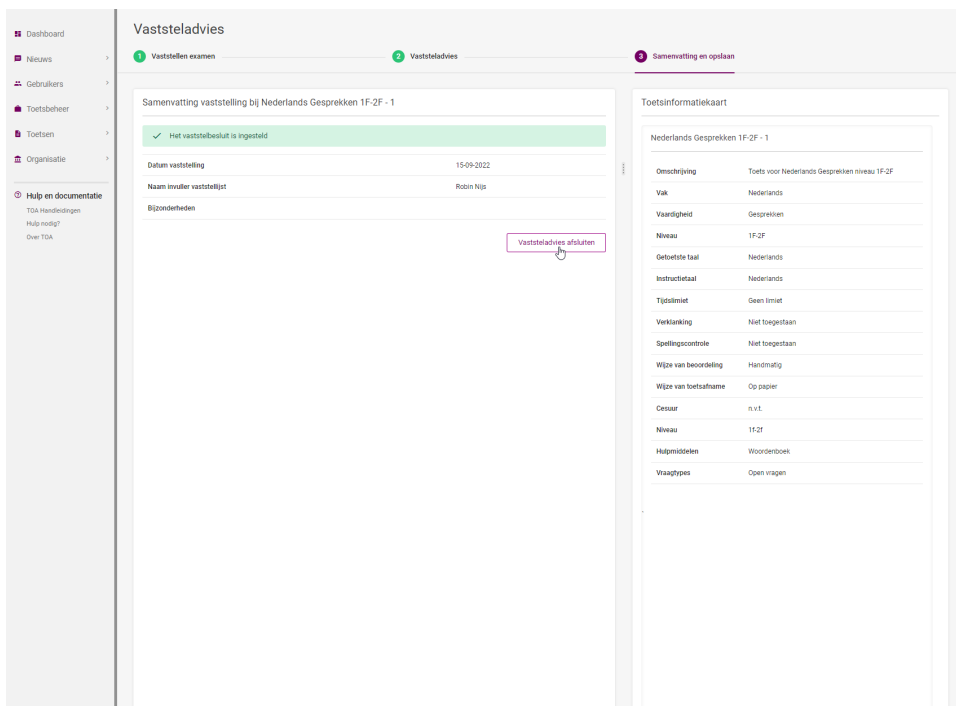 Dashboard
Nieuws
Gebruikers
Toetsbeheer
Toetsen
Organisatie
Hulp en documentatie
TOA Handleidingen
Hulp nodig?
Over TOA
Vaststeladvies
1 Vaststellen examen
2 Vaststeladvies
3 Samenvatting en opslaan
Samenvatting vaststelling bij Nederlands Gesprekken 1F-2F - 1
Het vaststelbesluit is ingesteld
Datum vaststelling 15-09-2022
Naam invuller vaststellijst Robin Nijs
Bijzonderheden
Vaststeladvies afsluiten
Toetsinformatiekaart
Nederlands Gesprekken 1F-2F - 1
Omschrijving Toets voor Nederlands Gesprekken niveau 1F-2F
Vak Nederlands
Vaardigheid Gesprekken
Niveau 1F-2F
Getoetste taal Nederlands
Instructietaal Nederlands
Tijdslimiet Geen limiet
Verklanking Niet toegestaan
Spellingscontrole Niet toegestaan
Wijze van beoordeling Handmatig
Wijze van toetsafname Op papier
Cesuur n.v.t.
Niveau 1f-2f
Hulpmiddelen Woordenboek
Vraagtypes Open vragen